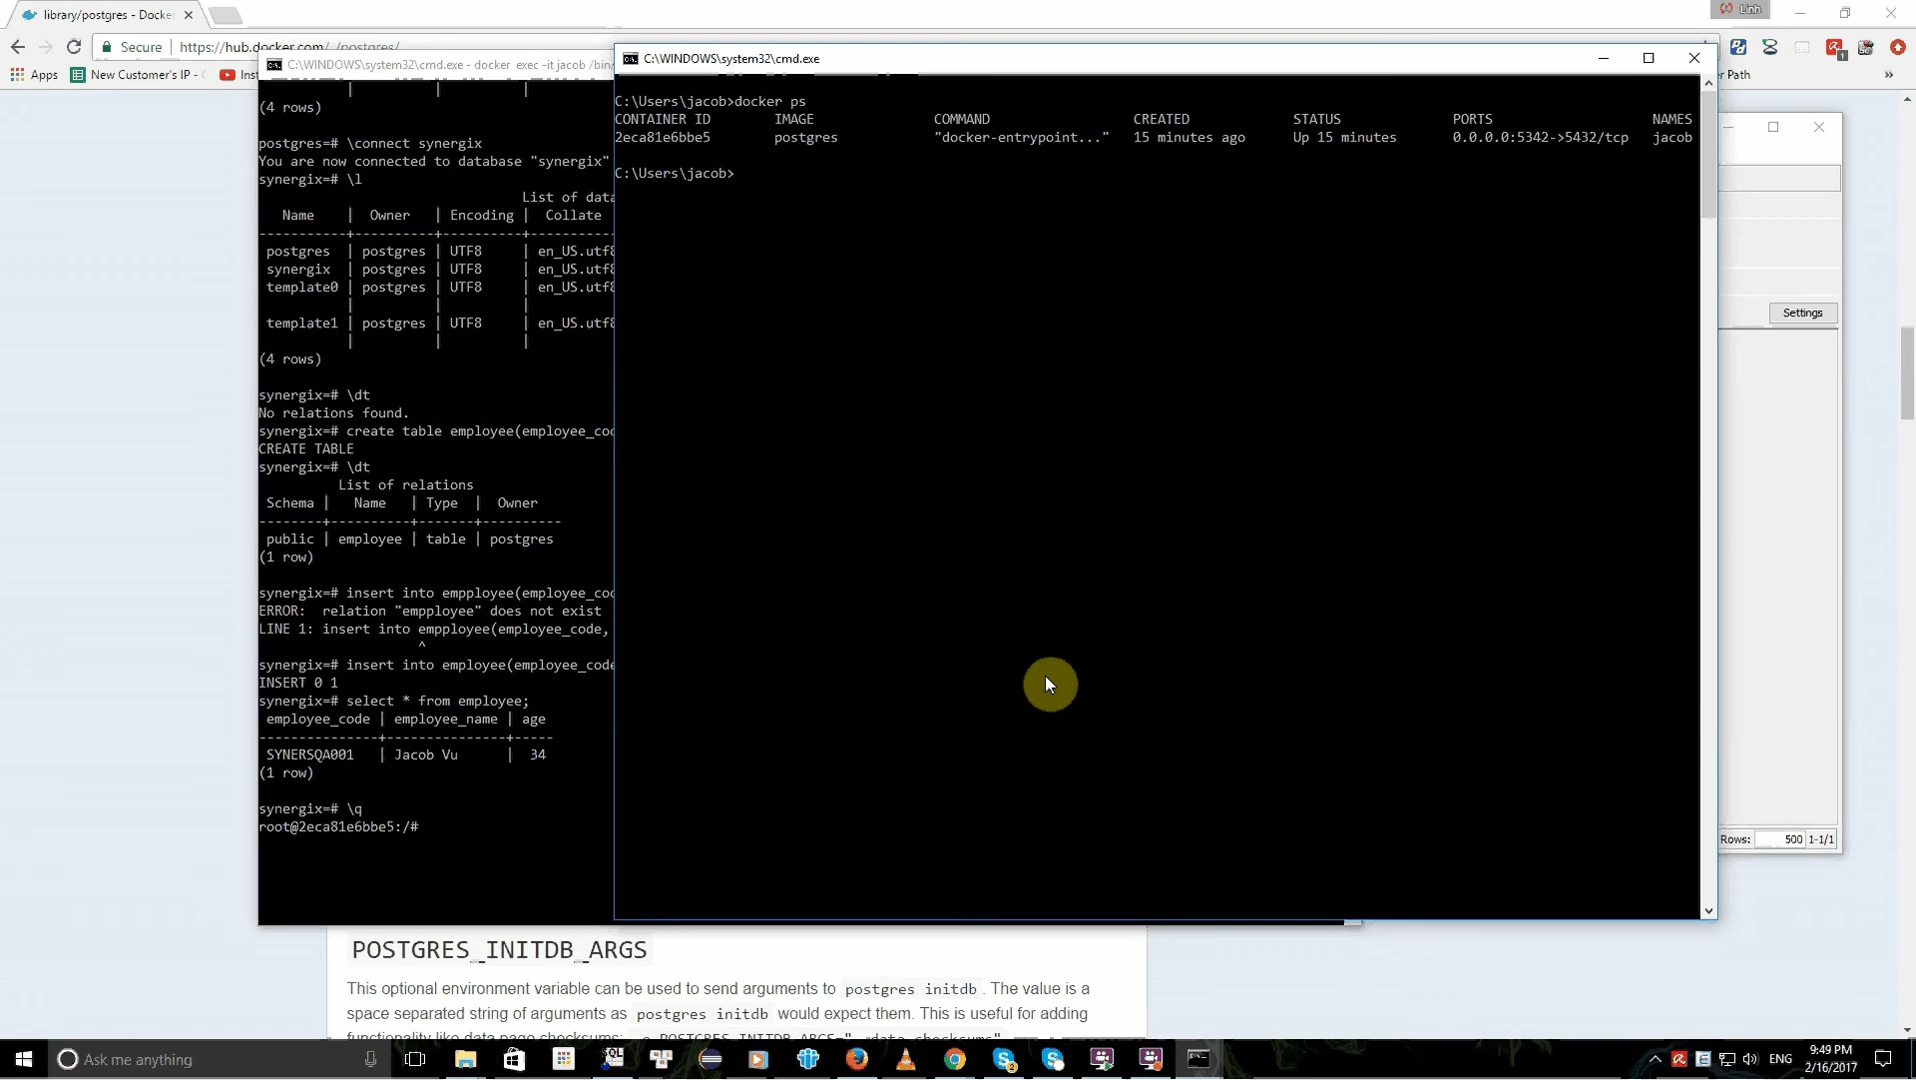 library/postgres - Docke
Linh
Secure
https://hub.docker.com/_/postgres/
Apps
New Customer's IP -
Inst
r Path
C:\WINDOWS\system32\cmd.exe - docker exec -it jacob /bin
(4 rows)
postgres=# \connect synergix
You are now connected to database "synergix"
synergix=# \l
List of data
Name | Owner | Encoding | Collate
postgres | postgres | UTF8 | en_US.utf8
synergix | postgres | UTF8 | en_US.utf8
template0 | postgres | UTF8 | en_US.utf8
| |
template1 | postgres | UTF8 | en_US.utf8
| | |
(4 rows)
synergix=# \dt
No relations found.
synergix=# create table employee(employee_cod
CREATE TABLE
synergix=# \dt
List of relations
Schema | Name | Type | Owner
--------+----------+-------+----------
public | employee | table | postgres
(1 row)
synergix=# insert into empployee(employee_cod
ERROR: relation "empployee" does not exist
LINE 1: insert into empployee(employee_code,
^
synergix=# insert into employee(employee_code
INSERT 0 1
synergix=# select * from employee;
employee_code | employee_name | age
---------------+---------------+-----
SYNERSQA001 | Jacob Vu | 34
(1 row)
synergix=# \q
root@2eca81e6bbe5:/#
C:\WINDOWS\system32\cmd.exe
C:\Users\jacob>docker ps
CONTAINER ID IMAGE COMMAND CREATED STATUS PORTS NAMES
2eca81e6bbe5 postgres "docker-entrypoint..." 15 minutes ago Up 15 minutes 0.0.0.0:5342->5432/tcp jacob
C:\Users\jacob>
Settings
Rows: 500 1-1/1
POSTGRES_INITDB_ARGS
This optional environment variable can be used to send arguments to postgres initdb . The value is a
space separated string of arguments as postgres initdb would expect them. This is useful for adding
functionality like data page checksums:
Ask me anything
ENG
9:49 PM
2/16/2017